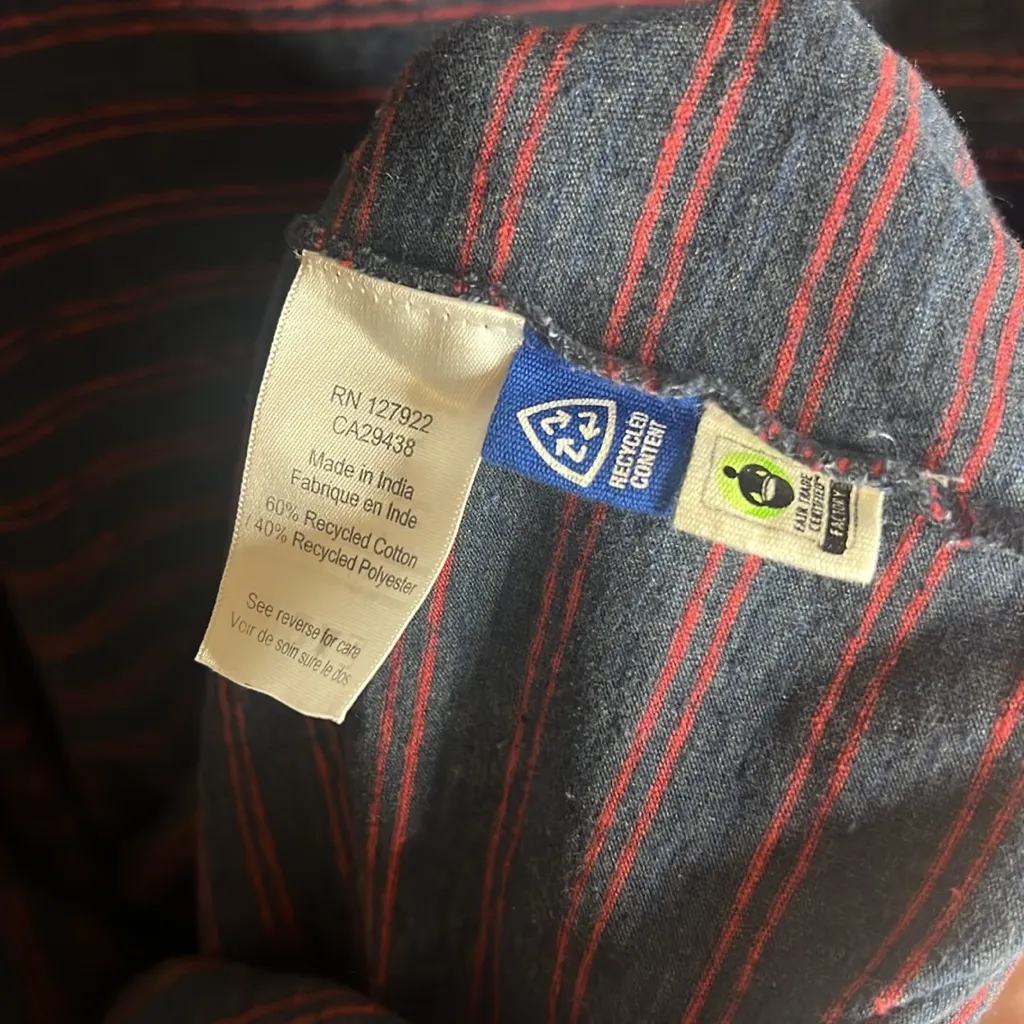 RN 127922
CA29438
Made in India
Fabrique en Inde
60% Recycled Cotton
40% Recycled Polyester
See reverse for care
Voir de soin sure le dos
RECYCLED
CONTENT
FAIR TRADE
CERTIFIED™
FACTORY